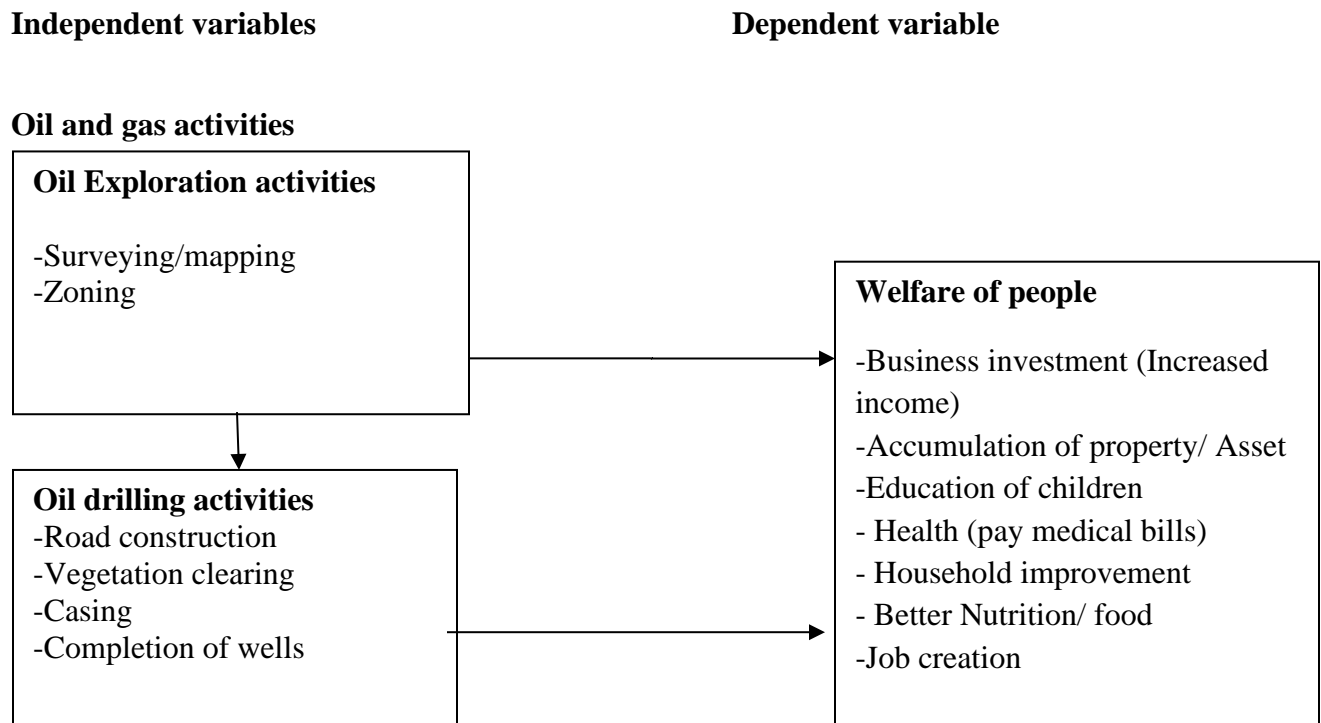 Independent variables
Dependent variable
Oil and gas activities
Oil Exploration activities
-Surveying/mapping
-Zoning
Oil drilling activities
-Road construction
-Vegetation clearing
-Casing
-Completion of wells
Welfare of people
-Business investment (Increased
income)
-Accumulation of property/ Asset
-Education of children
- Health (pay medical bills)
- Household improvement
- Better Nutrition/ food
-Job creation